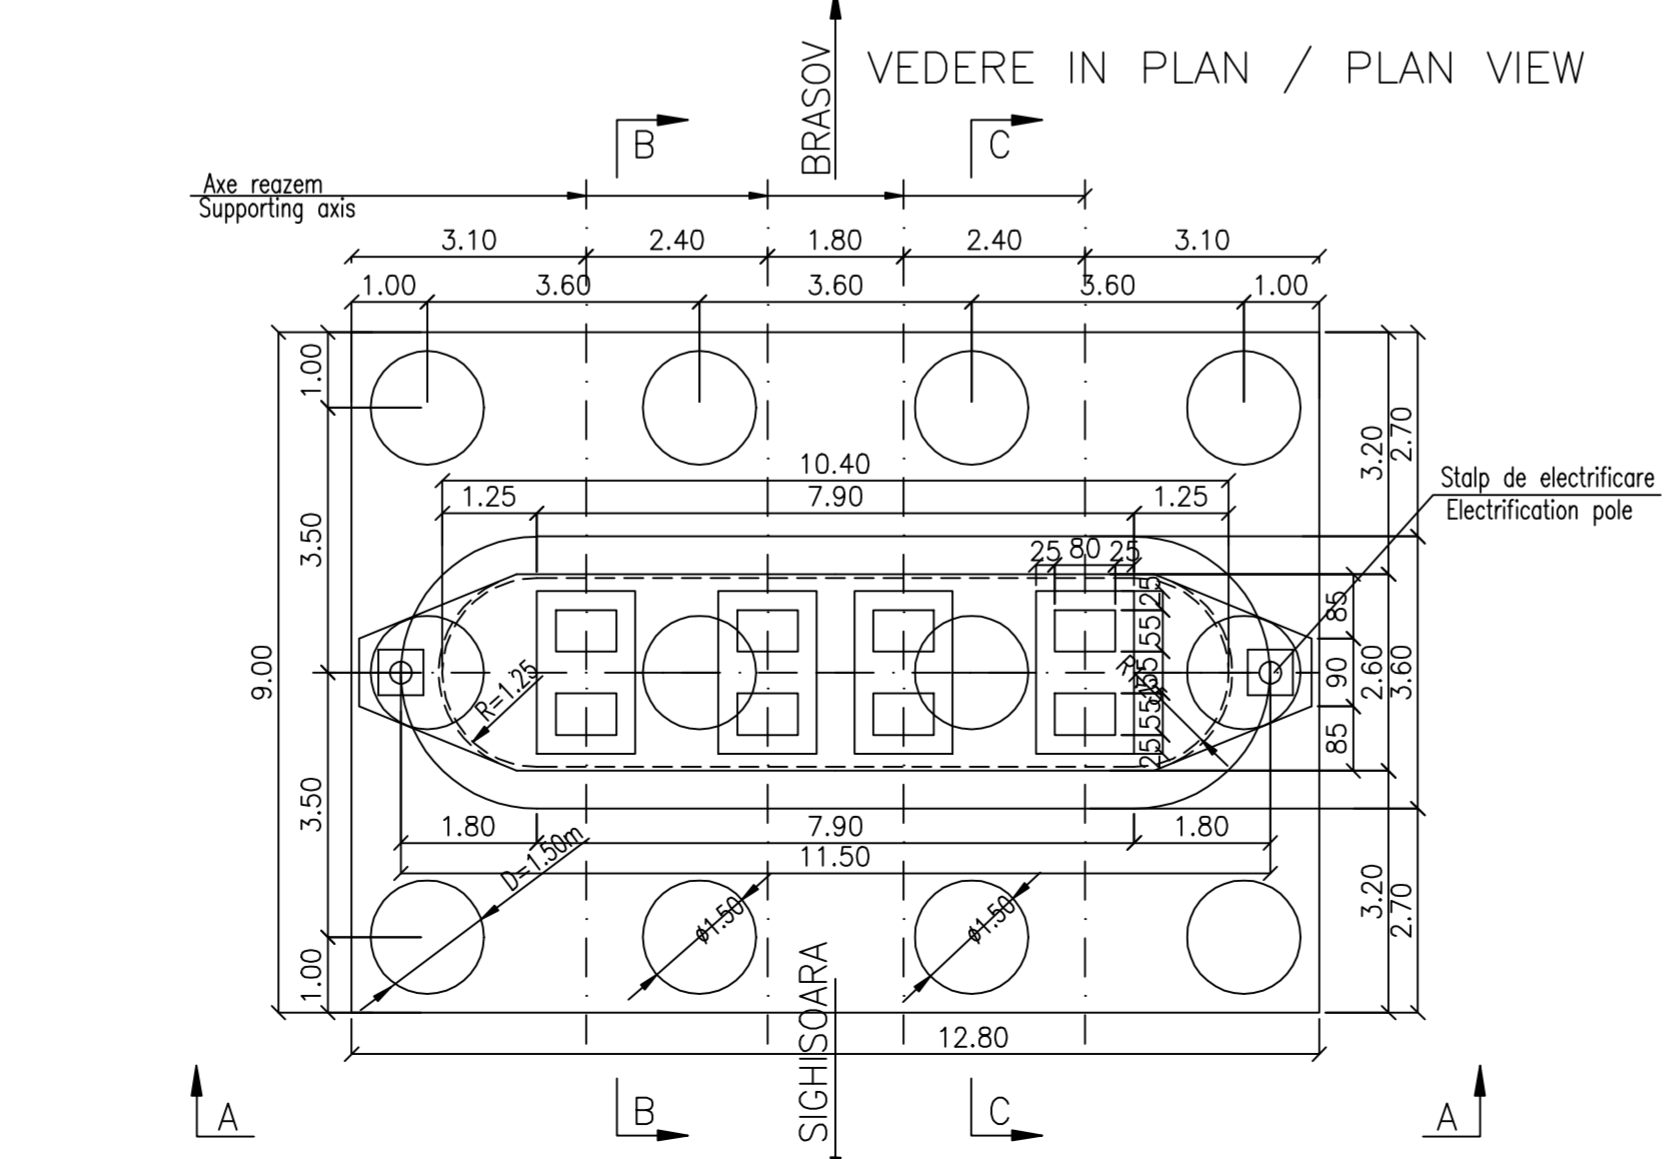 VEDERE IN PLAN / PLAN VIEW
BRASOV
B
C
Axe reazem
Supporting axis
3.10
2.40
1.80
2.40
3.10
1.00
3.60
3.60
3.60
1.00
1.00
3.50
9.00
3.50
1.00
10.40
1.25
7.90
1.25
25
80
25
3.20
2.70
Stalp de electrificare
Electrification pole
25
55
55
55
25
R=1.25
85
90
85
2.60
3.60
1.80
7.90
1.80
11.50
D=1.50m
ø1.50
ø1.50
3.20
2.70
12.80
SIGHISOARA
A
B
C
A